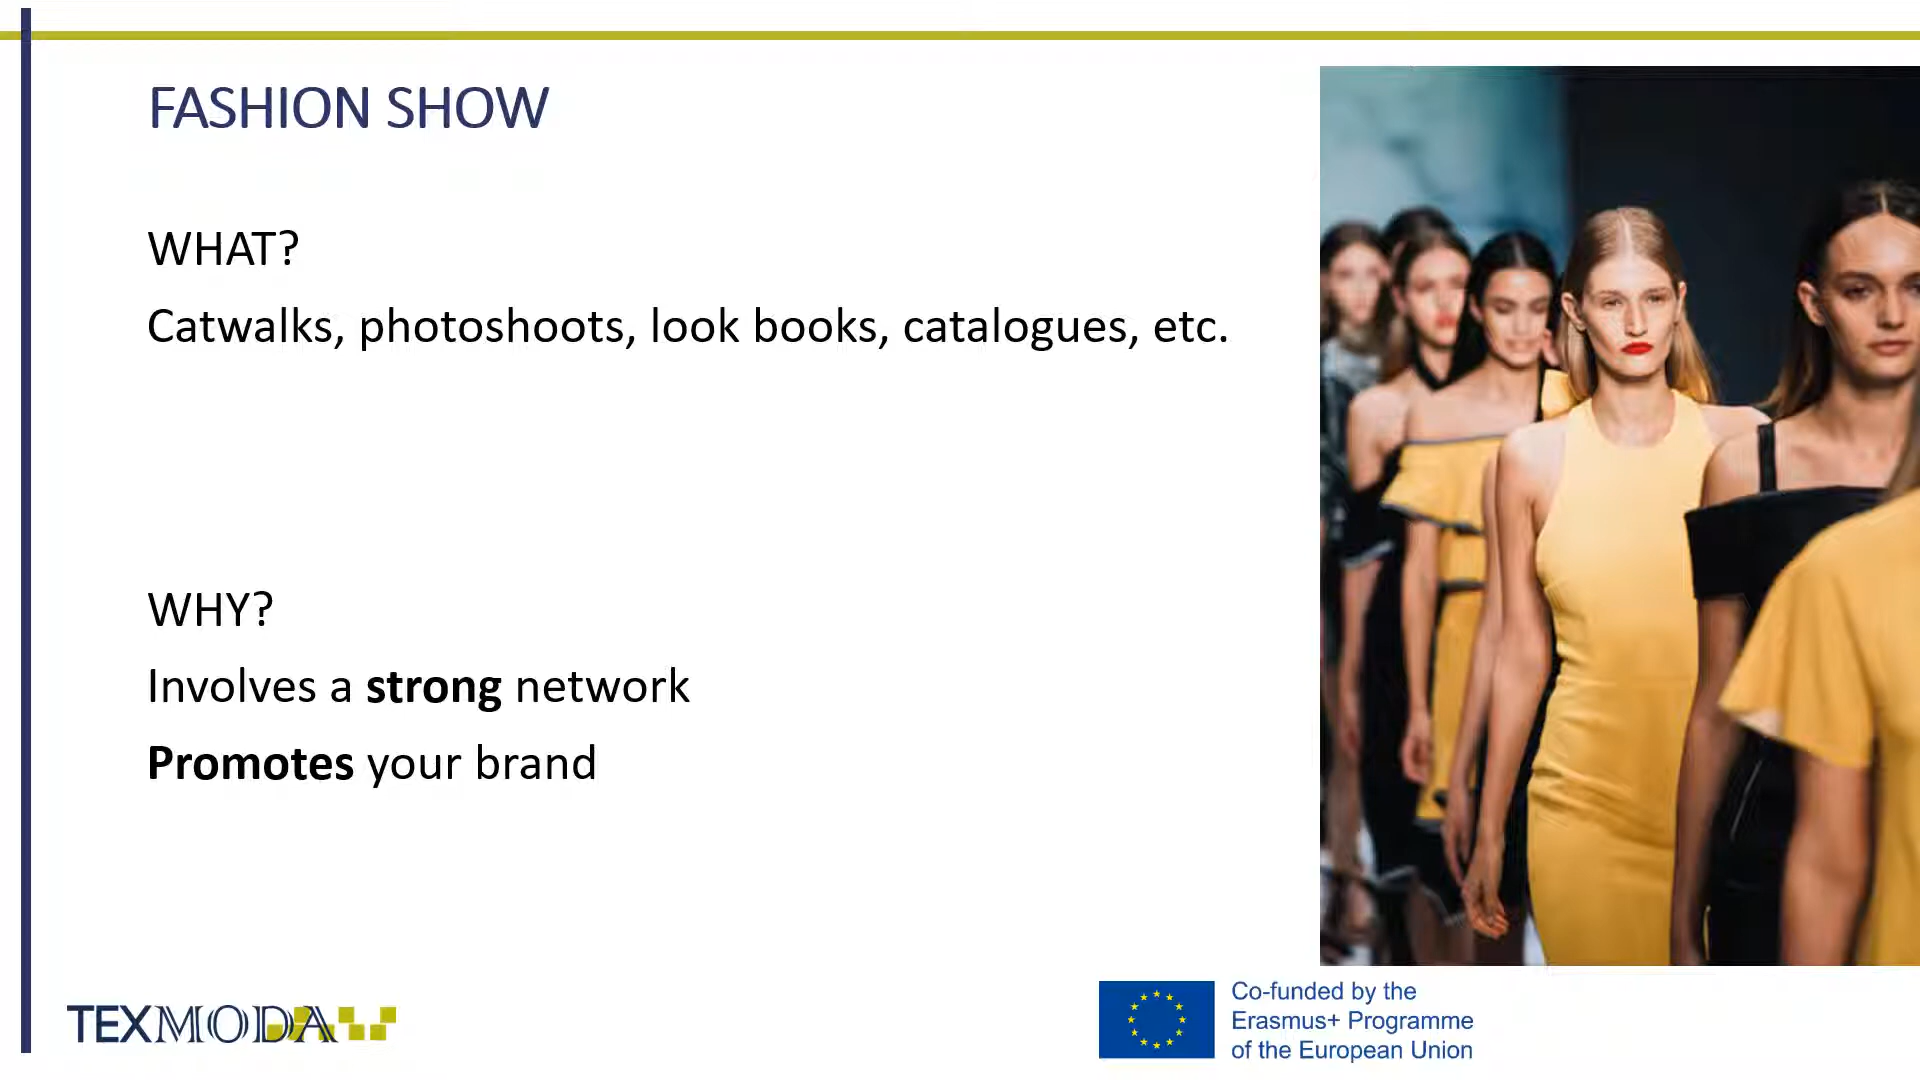 FASHION SHOW
WHAT?
Catwalks, photoshoots, look books, catalogues, etc.
WHY?
Involves a strong network
Promotes your brand
TEXMODA
Co-funded by the
Erasmus+ Programme
of the European Union